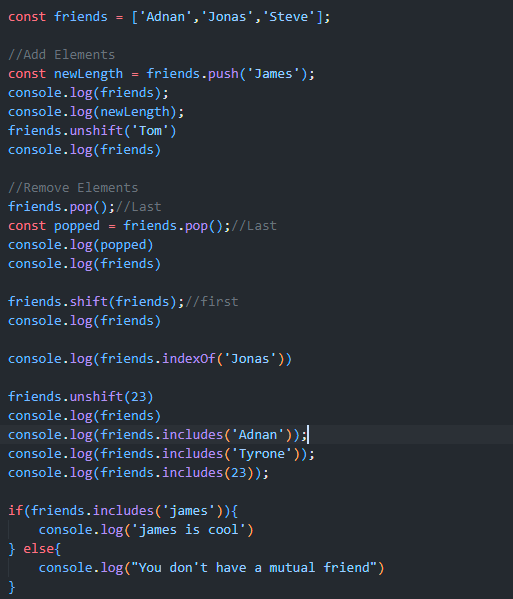 const friends = ['Adnan','Jonas','Steve'];
//Add Elements
const newLength = friends.push('James');
console.log(friends);
console.log(newLength);
friends.unshift('Tom')
console.log(friends)
//Remove Elements
friends.pop();//Last
const popped = friends.pop();//Last
console.log(popped)
console.log(friends)
friends.shift(friends);//first
console.log(friends)
console.log(friends.indexOf('Jonas'))
friends.unshift(23)
console.log(friends)
console.log(friends.includes('Adnan'));
console.log(friends.includes('Tyrone'));
console.log(friends.includes(23));
if(friends.includes('james')){
    console.log('james is cool')
} else{
    console.log("You don't have a mutual friend")
}